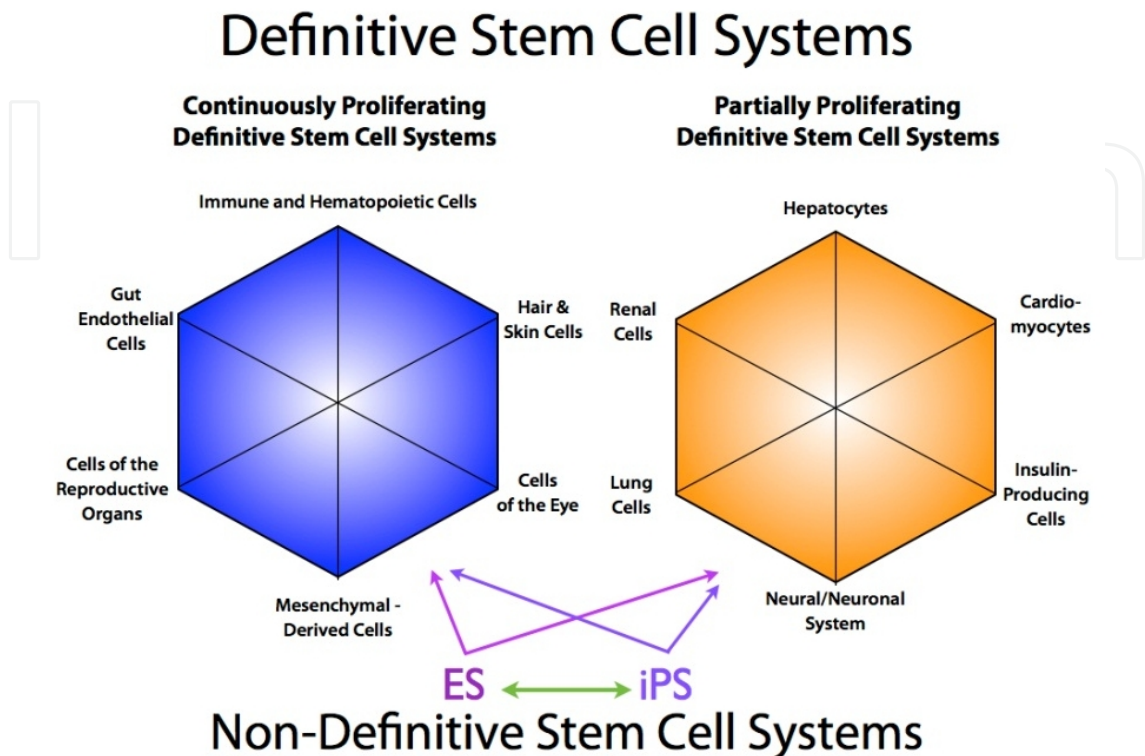 Definitive Stem Cell Systems
Continuously Proliferating
Definitive Stem Cell Systems
Partially Proliferating
Definitive Stem Cell Systems
Immune and Hematopoietic Cells
Gut
Endothelial
Cells
Hair &
Skin Cells
Cells of the
Reproductive
Organs
Cells
of the Eye
Mesenchymal -
Derived Cells
Hepatocytes
Renal
Cells
Cardio-
myocytes
Lung
Cells
Insulin-
Producing
Cells
Neural/Neuronal
System
ES
iPS
Non-Definitive Stem Cell Systems